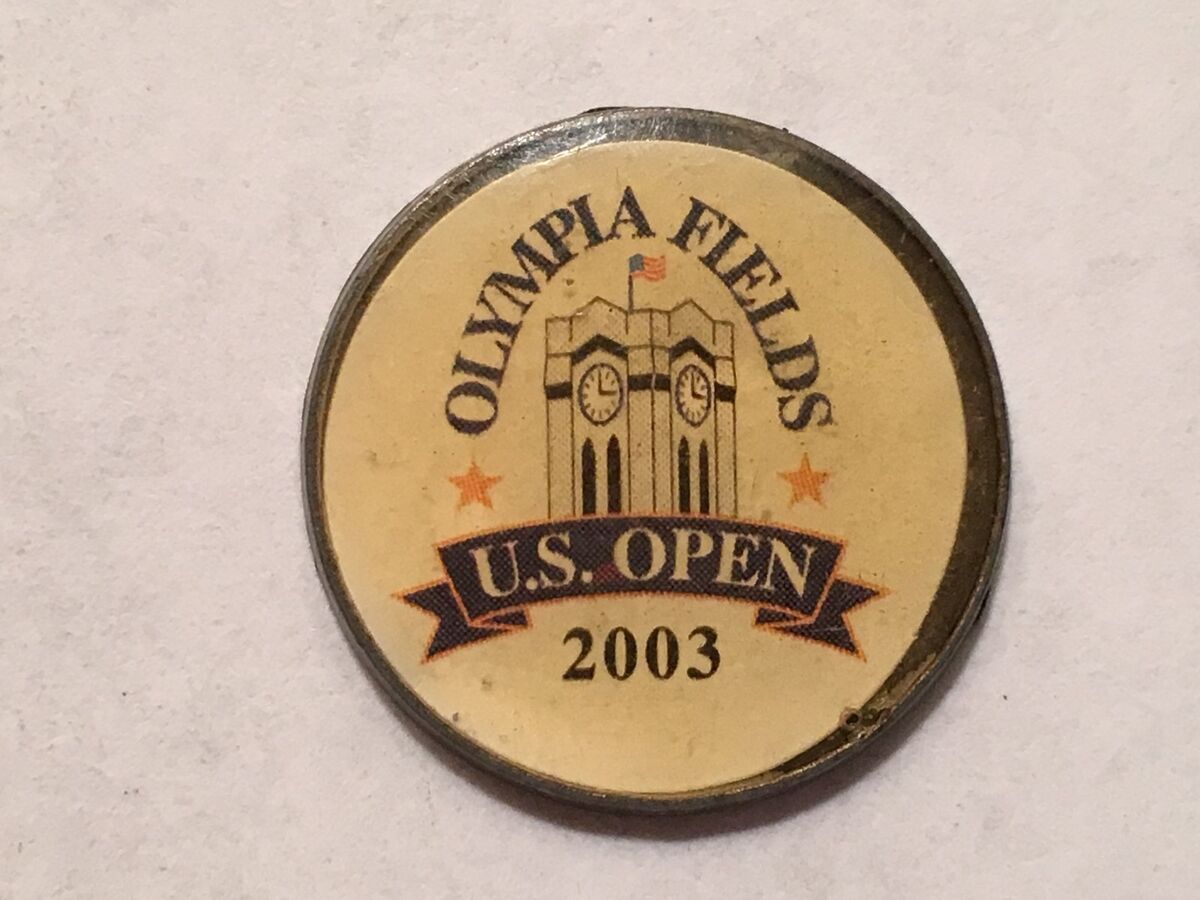 OLYMPIA FIELDS
U.S. OPEN
2003